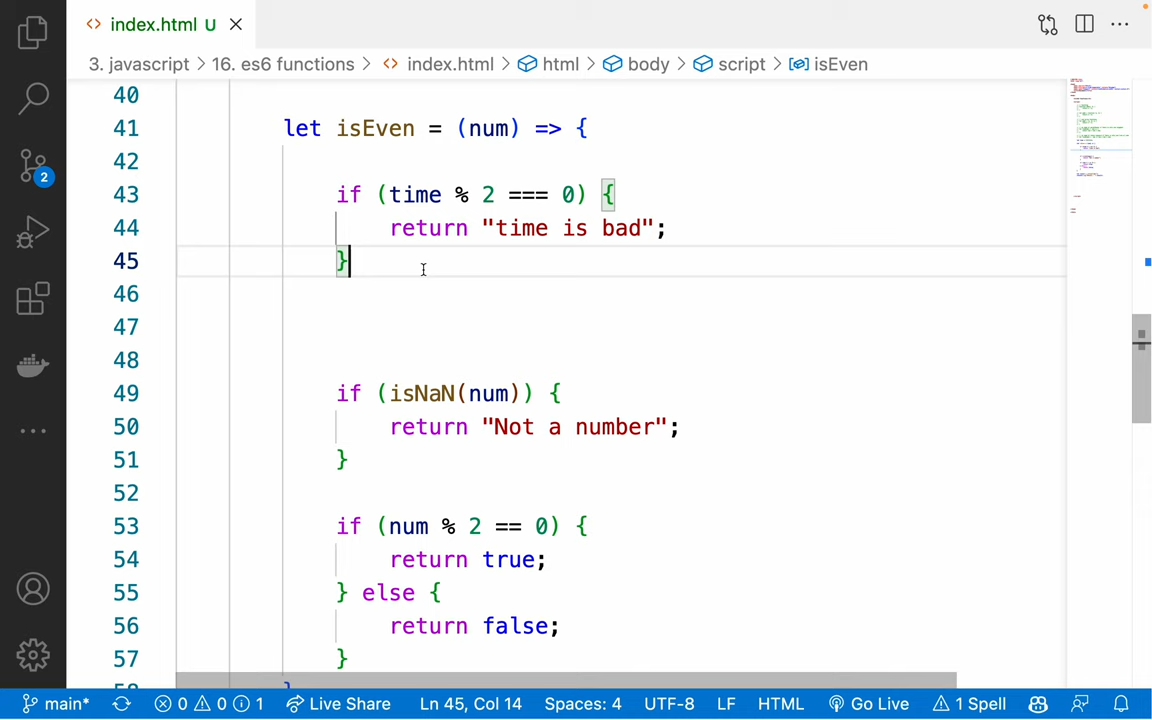 index.html U
3. javascript > 16. es6 functions > index.html > html > body > script > isEven
40
41 let isEven = (num) => {
42
43 if (time % 2 === 0) {
44 return "time is bad";
45 }
46
47
48
49 if (isNaN(num)) {
50 return "Not a number";
51 }
52
53 if (num % 2 == 0) {
54 return true;
55 } else {
56 return false;
57 }
2
main* 0 0 1 Live Share Ln 45, Col 14 Spaces: 4 UTF-8 LF HTML Go Live 1 Spell